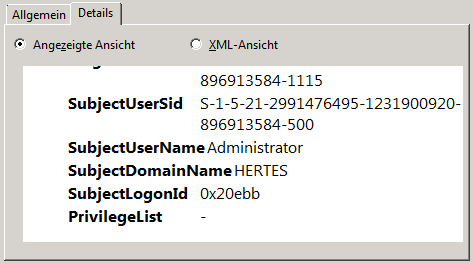 Allgemein Details
Angezeigte Ansicht XML-Ansicht
896913584-1115
SubjectUserSid S-1-5-21-2991476495-1231900920-
896913584-500
SubjectUserName Administrator
SubjectDomainName HERTES
SubjectLogonId 0x20ebb
PrivilegeList -